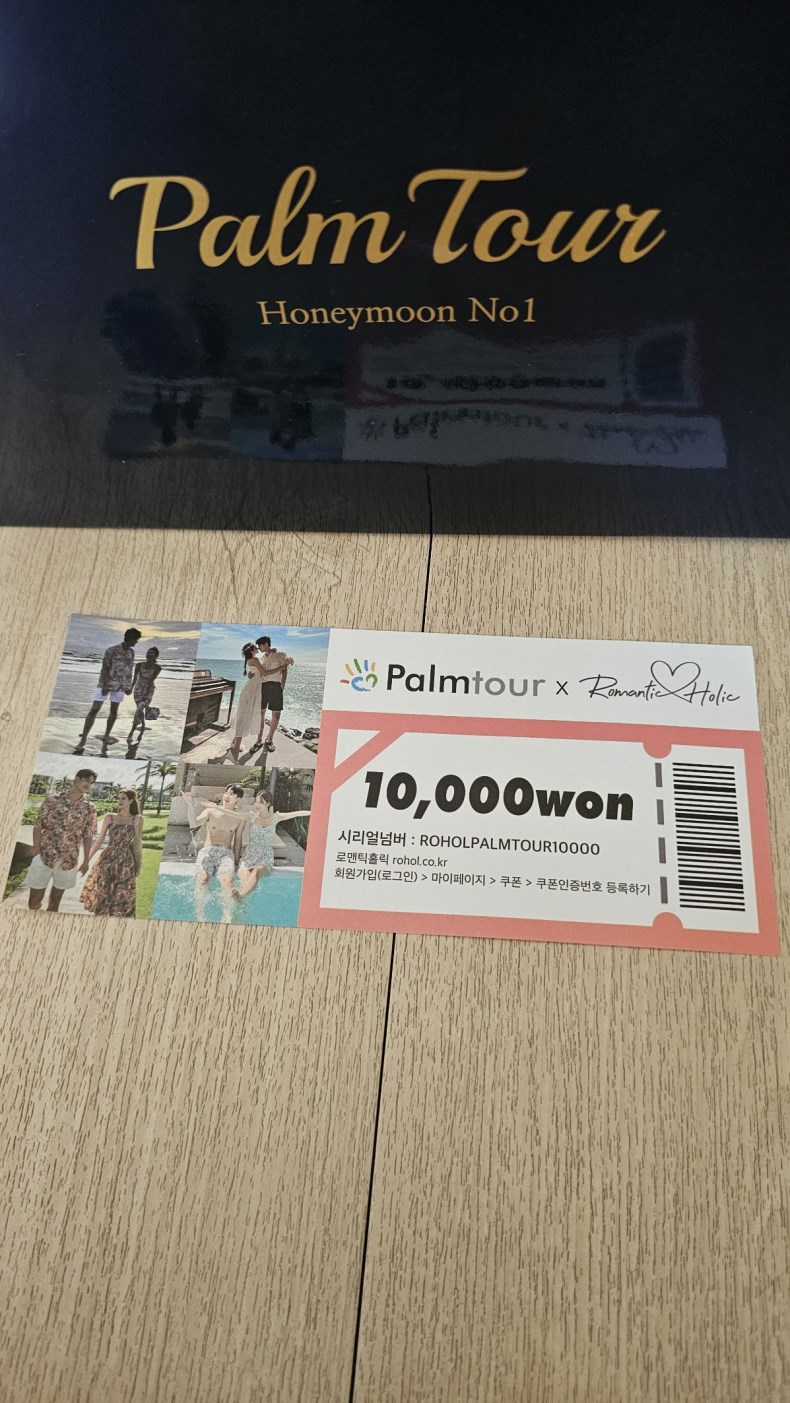 Palm Tour
Honeymoon No1
Palmtour x Romantic Holic
10,000won
시리얼넘버 : ROHOLPALMTOUR10000
로맨틱홀릭 rohol.co.kr
회원가입(로그인) > 마이페이지 > 쿠폰 > 쿠폰인증번호 등록하기